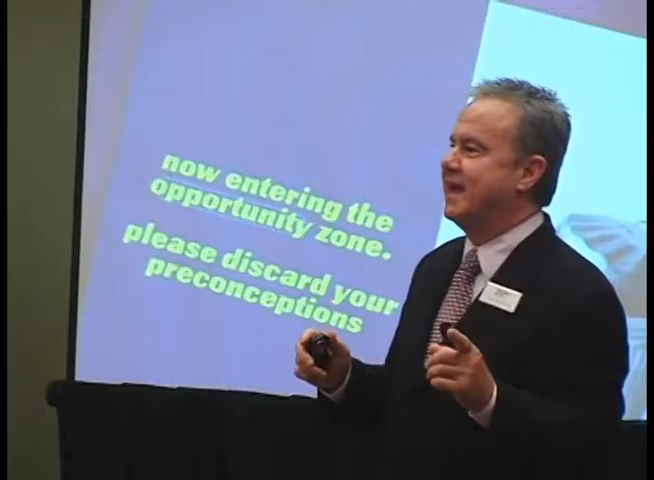 now entering the
opportunity zone.
please discard your
preconceptions